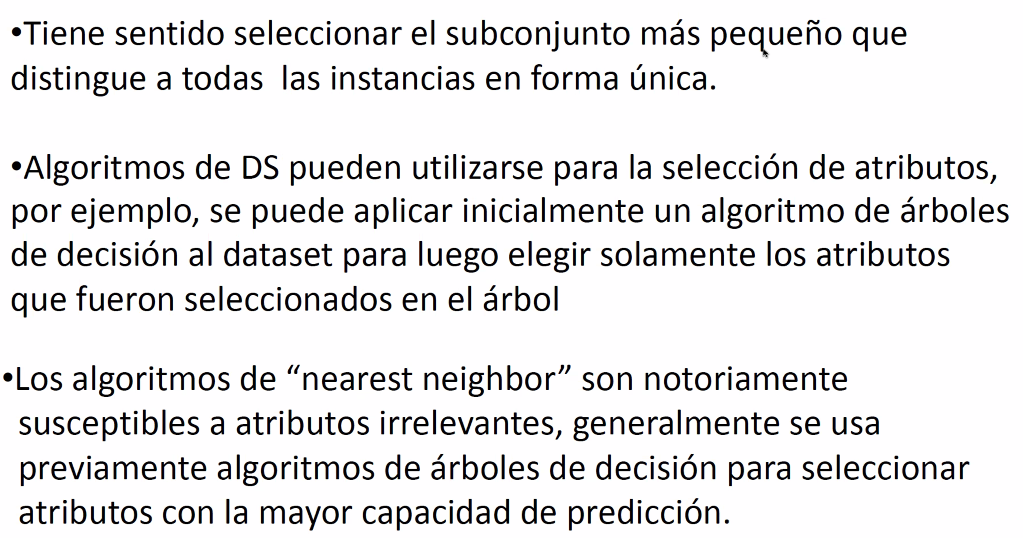 •Tiene sentido seleccionar el subconjunto más pequeño que
distingue a todas  las instancias en forma única.
•Algoritmos de DS pueden utilizarse para la selección de atributos,
por ejemplo, se puede aplicar inicialmente un algoritmo de árboles
de decisión al dataset para luego elegir solamente los atributos
que fueron seleccionados en el árbol
•Los algoritmos de “nearest neighbor” son notoriamente
susceptibles a atributos irrelevantes, generalmente se usa
previamente algoritmos de árboles de decisión para seleccionar
atributos con la mayor capacidad de predicción.